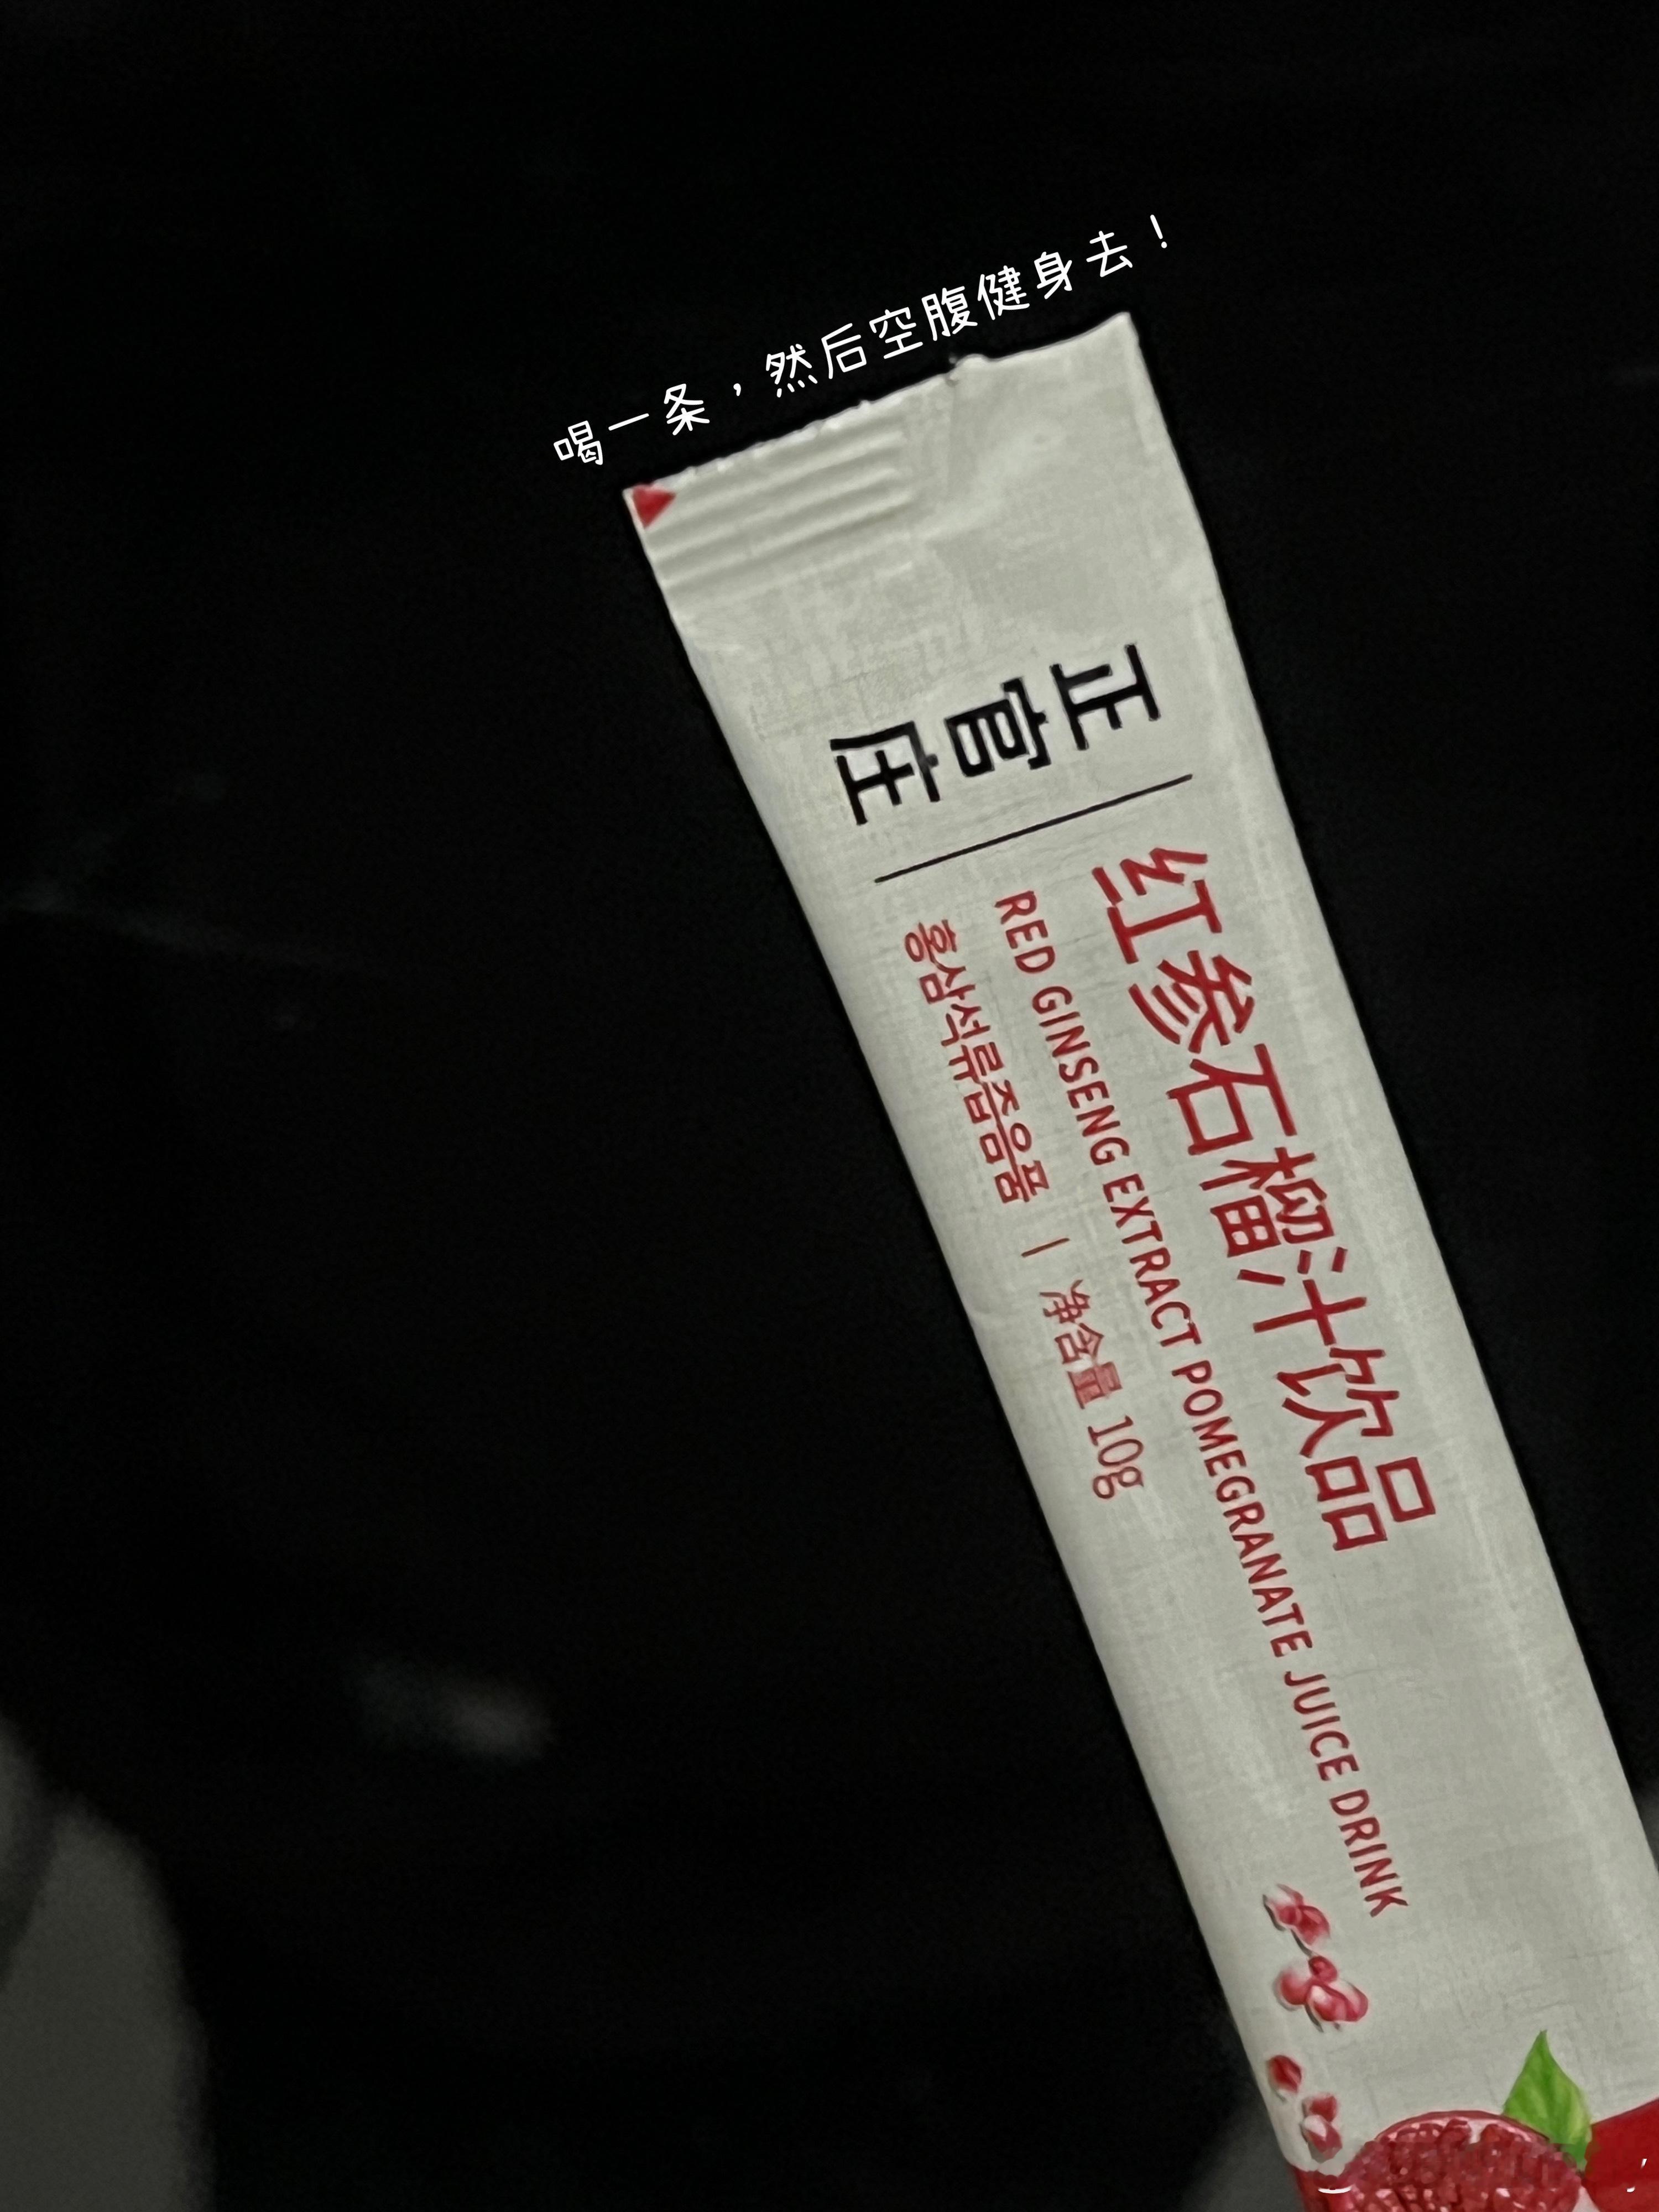 喝一条，然后空腹健身去！
正官庄
红参石榴汁饮品
RED GINSENG EXTRACT POMEGRANATE JUICE DRINK
홍삼석류즙음품 | 净含量 10g